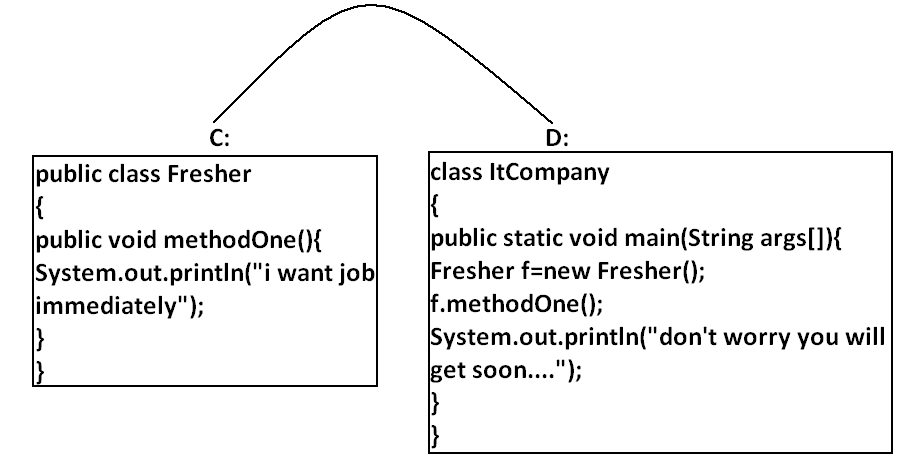 C:
public class Fresher
{
public void methodOne(){
System.out.println("i want job
immediately");
}
}
D:
class ItCompany
{
public static void main(String args[]){
Fresher f=new Fresher();
f.methodOne();
System.out.println("don't worry you will
get soon....");
}
}